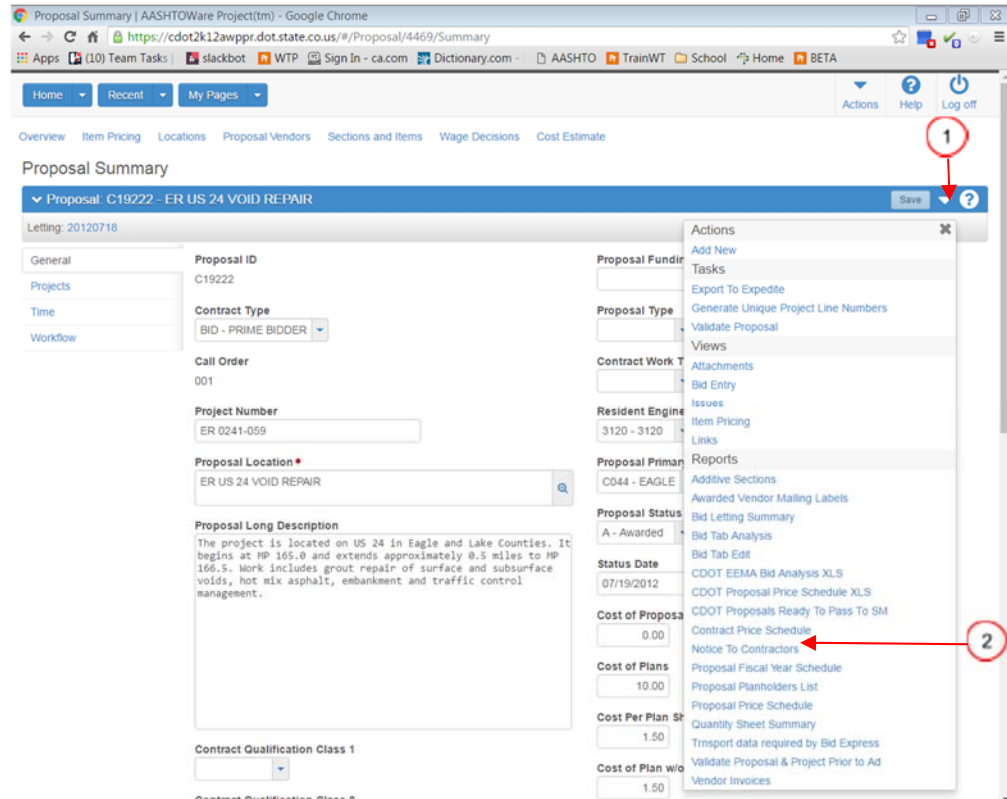 Proposal Summary | AASHTOWare Project(tm) - Google Chrome
https://cdot2k12awppr.dot.state.co.us/#/Proposal/4469/Summary
Apps (10) Team Tasks | slackbot WTP Sign In - ca.com Dictionary.com - AASHTO TrainWT School Home BETA
Home Recent My Pages Actions Help Log off
Overview Item Pricing Locations Proposal Vendors Sections and Items Wage Decisions Cost Estimate
1
Proposal Summary
Proposal: C19222 - ER US 24 VOID REPAIR Save ?
Letting: 20120718
General
Projects
Time
Workflow
Proposal ID
C19222
Contract Type
BID - PRIME BIDDER
Call Order
001
Project Number
ER 0241-059
Proposal Location*
ER US 24 VOID REPAIR
Proposal Long Description
The project is located on US 24 in Eagle and Lake Counties. It
begins at MP 165.0 and extends approximately 0.5 miles to MP
166.5. Work includes grout repair of surface and subsurface
voids, hot mix asphalt, embankment and traffic control
management.
Contract Qualification Class 1
Proposal Fundin
Proposal Type
Contract Work T
Resident Engine
3120 - 3120
Proposal Primar
C044 - EAGLE
Proposal Status
A - Awarded
Status Date
07/19/2012
Cost of Proposa
0.00
Cost of Plans
10.00
Cost Per Plan Sh
1.50
Cost of Plan w/o
1.50
Actions
Add New
Tasks
Export To Expedite
Generate Unique Project Line Numbers
Validate Proposal
Views
Attachments
Bid Entry
Issues
Item Pricing
Links
Reports
Additive Sections
Awarded Vendor Mailing Labels
Bid Letting Summary
Bid Tab Analysis
Bid Tab Edit
CDOT EEMA Bid Analysis XLS
CDOT Proposal Price Schedule XLS
CDOT Proposals Ready To Pass To SM
Contract Price Schedule
Notice To Contractors
2
Proposal Fiscal Year Schedule
Proposal Planholders List
Proposal Price Schedule
Quantity Sheet Summary
Trnsport data required by Bid Express
Validate Proposal & Project Prior to Ad
Vendor Invoices